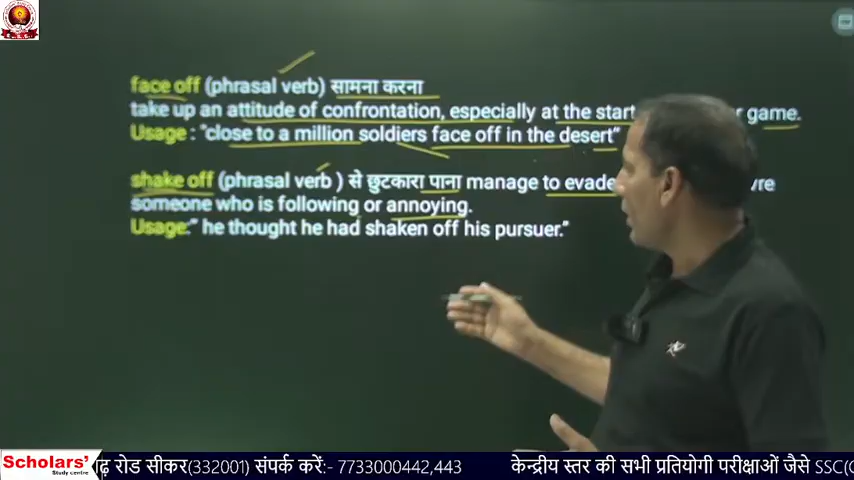 face off (phrasal verb) सामना करना
take up an attitude of confrontation, especially at the start game.
Usage : "close to a million soldiers face off in the desert"
shake off (phrasal verb ) से छुटकारा पाना manage to evade
someone who is following or annoying.
Usage:" he thought he had shaken off his pursuer."
Scholars'
Study centre
रोड सीकर(332001) संपर्क करें:- 7733000442,443 केन्द्रीय स्तर की सभी प्रतियोगी परीक्षाओं जैसे SSC(